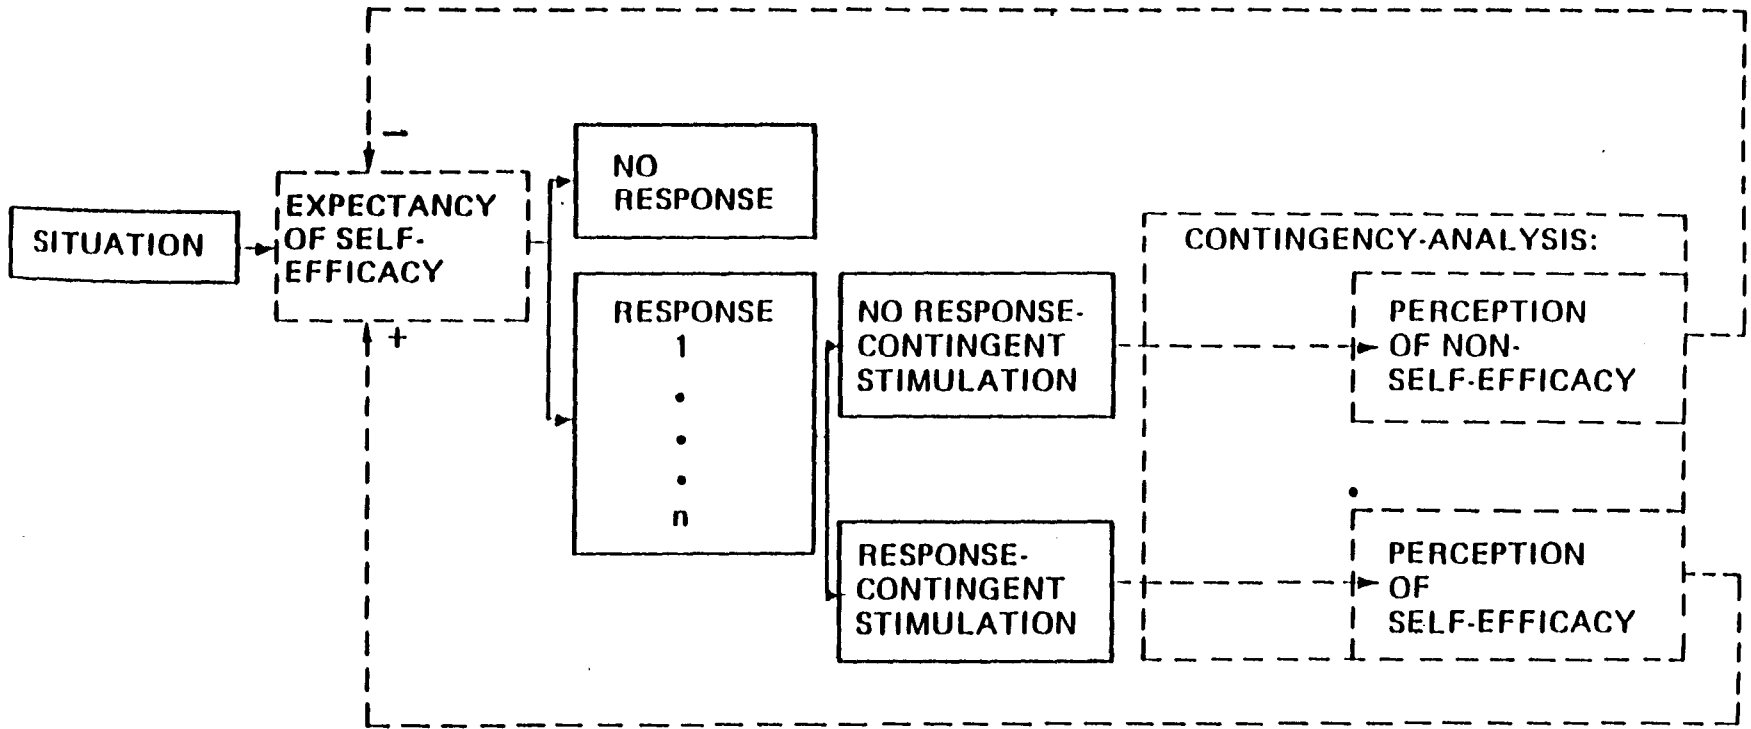 SITUATION
EXPECTANCY
OF SELF-
EFFICACY
−
+
NO
RESPONSE
RESPONSE
1
•
•
•
n
NO RESPONSE-
CONTINGENT
STIMULATION
RESPONSE-
CONTINGENT
STIMULATION
CONTINGENCY-ANALYSIS:
PERCEPTION
OF NON-
SELF-EFFICACY
PERCEPTION
OF
SELF-EFFICACY